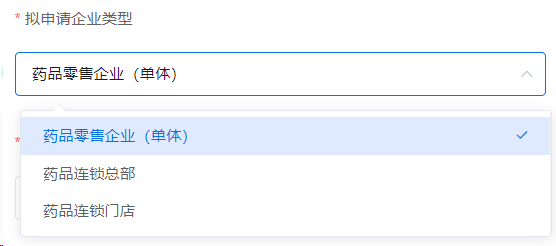 * 拟申请企业类型
药品零售企业（单体）
*
药品零售企业（单体）
药品连锁总部
药品连锁门店